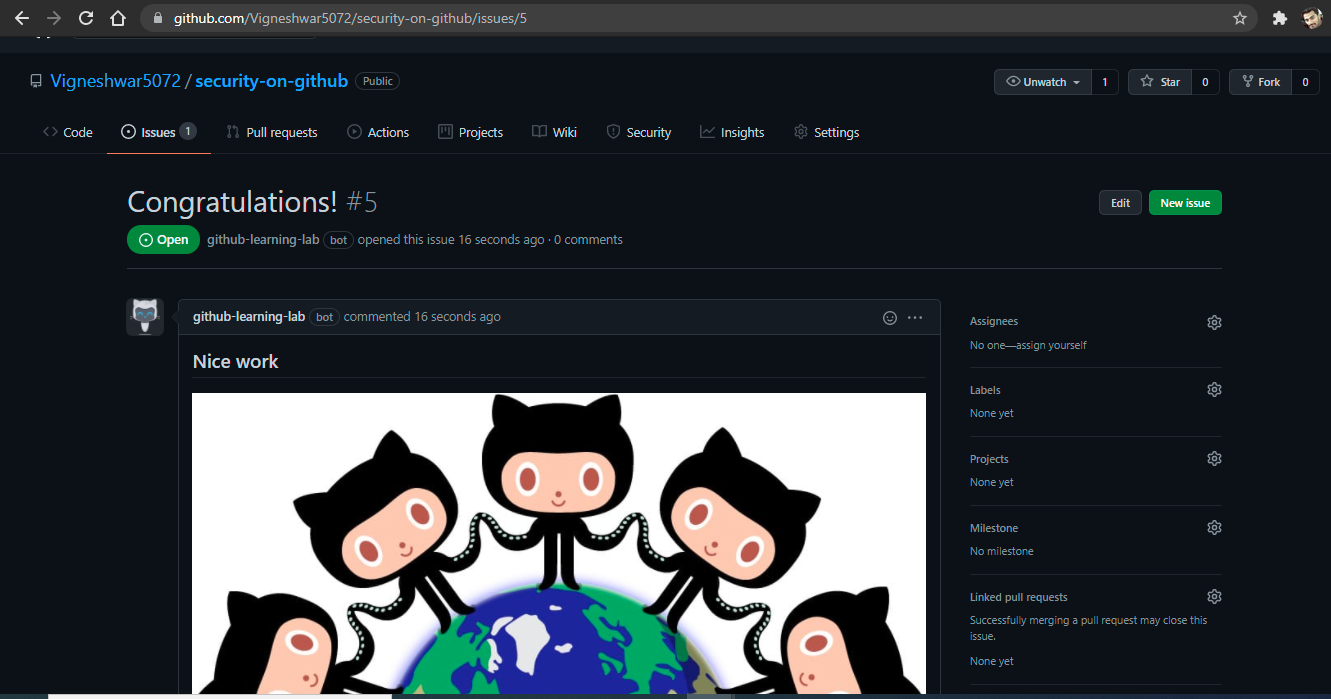 github.com/Vigneshwar5072/security-on-github/issues/5
Vigneshwar5072 / security-on-github Public
Unwatch 1 Star 0 Fork 0
Code Issues 1 Pull requests Actions Projects Wiki Security Insights Settings
Congratulations! #5
Edit New issue
Open github-learning-lab bot opened this issue 16 seconds ago · 0 comments
github-learning-lab bot commented 16 seconds ago
Nice work
Assignees
No one—assign yourself
Labels
None yet
Projects
None yet
Milestone
No milestone
Linked pull requests
Successfully merging a pull request may close this
issue.
None yet